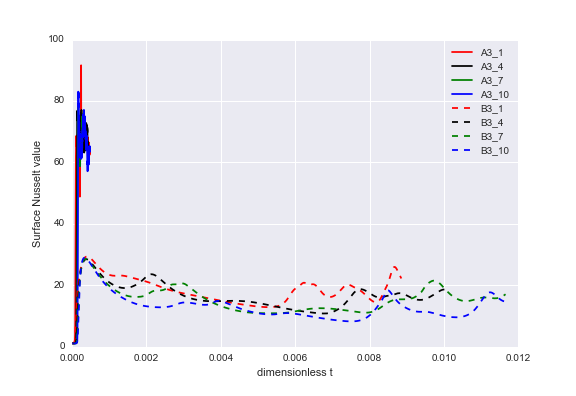 100
80
60
40
20
0
Surface Nusselt value
A3_1
A3_4
A3_7
A3_10
B3_1
B3_4
B3_7
B3_10
0.000 0.002 0.004 0.006 0.008 0.010 0.012
dimensionless t